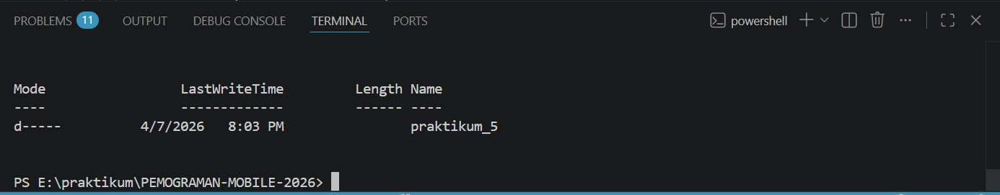 PROBLEMS 11 OUTPUT DEBUG CONSOLE TERMINAL PORTS powershell
Mode LastWriteTime Length Name
---- ------------- ------ ----
d----- 4/7/2026 8:03 PM praktikum_5
PS E:\praktikum\PEMOGRAMAN-MOBILE-2026>